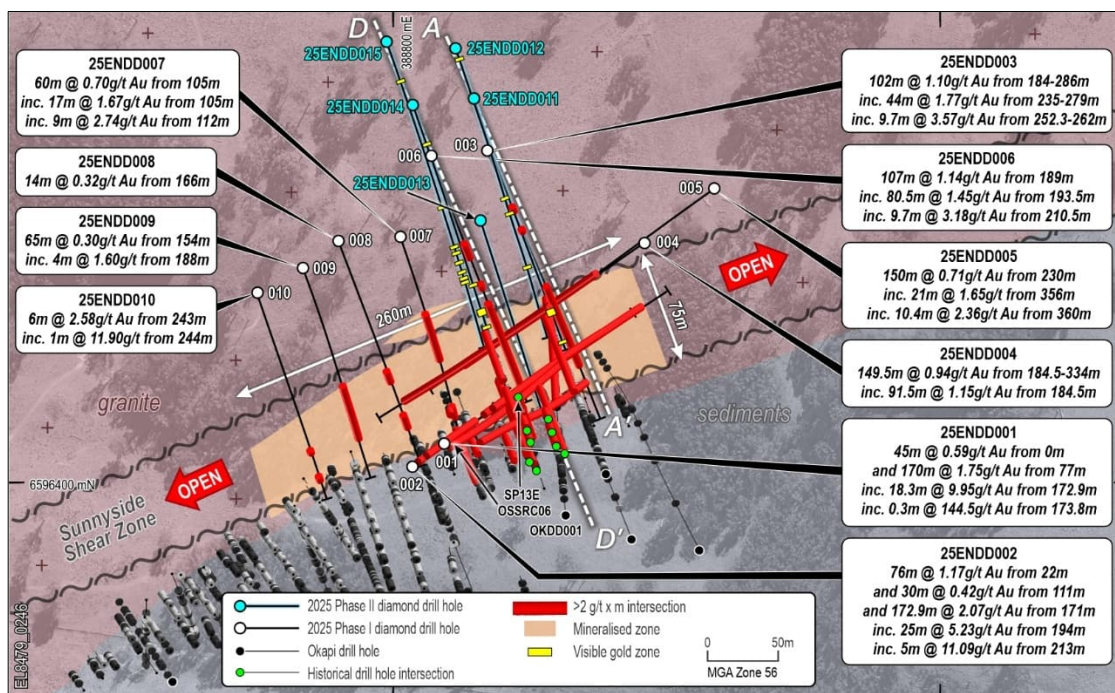 D
A
388800 mE
25ENDD015
25ENDD012
25ENDD014
25ENDD011
006
003
25ENDD013
005
007
004
008
009
010
25ENDD007
60m @ 0.70g/t Au from 105m
inc. 17m @ 1.67g/t Au from 105m
inc. 9m @ 2.74g/t Au from 112m
25ENDD008
14m @ 0.32g/t Au from 166m
25ENDD009
65m @ 0.30g/t Au from 154m
inc. 4m @ 1.60g/t Au from 188m
25ENDD010
6m @ 2.58g/t Au from 243m
inc. 1m @ 11.90g/t Au from 244m
25ENDD003
102m @ 1.10g/t Au from 184-286m
inc. 44m @ 1.77g/t Au from 235-279m
inc. 9.7m @ 3.57g/t Au from 252.3-262m
25ENDD006
107m @ 1.14g/t Au from 189m
inc. 80.5m @ 1.45g/t Au from 193.5m
inc. 9.7m @ 3.18g/t Au from 210.5m
25ENDD005
150m @ 0.71g/t Au from 230m
inc. 21m @ 1.65g/t Au from 356m
inc. 10.4m @ 2.36g/t Au from 360m
25ENDD004
149.5m @ 0.94g/t Au from 184.5-334m
inc. 91.5m @ 1.15g/t Au from 184.5m
25ENDD001
45m @ 0.59g/t Au from 0m
and 170m @ 1.75g/t Au from 77m
inc. 18.3m @ 9.95g/t Au from 172.9m
inc. 0.3m @ 144.5g/t Au from 173.8m
25ENDD002
76m @ 1.17g/t Au from 22m
and 30m @ 0.42g/t Au from 111m
and 172.9m @ 2.07g/t Au from 171m
inc. 25m @ 5.23g/t Au from 194m
inc. 5m @ 11.09g/t Au from 213m
OPEN
260m
75m
granite
sediments
A'
001
002
OPEN
6596400 mN
Sunnyside
Shear Zone
SP13E
OSSRC06
OKDD001
D'
EL8479_0246
2025 Phase II diamond drill hole
2025 Phase I diamond drill hole
Okapi drill hole
Historical drill hole intersection
>2 g/t x m intersection
Mineralised zone
Visible gold zone
0
50m
MGA Zone 56